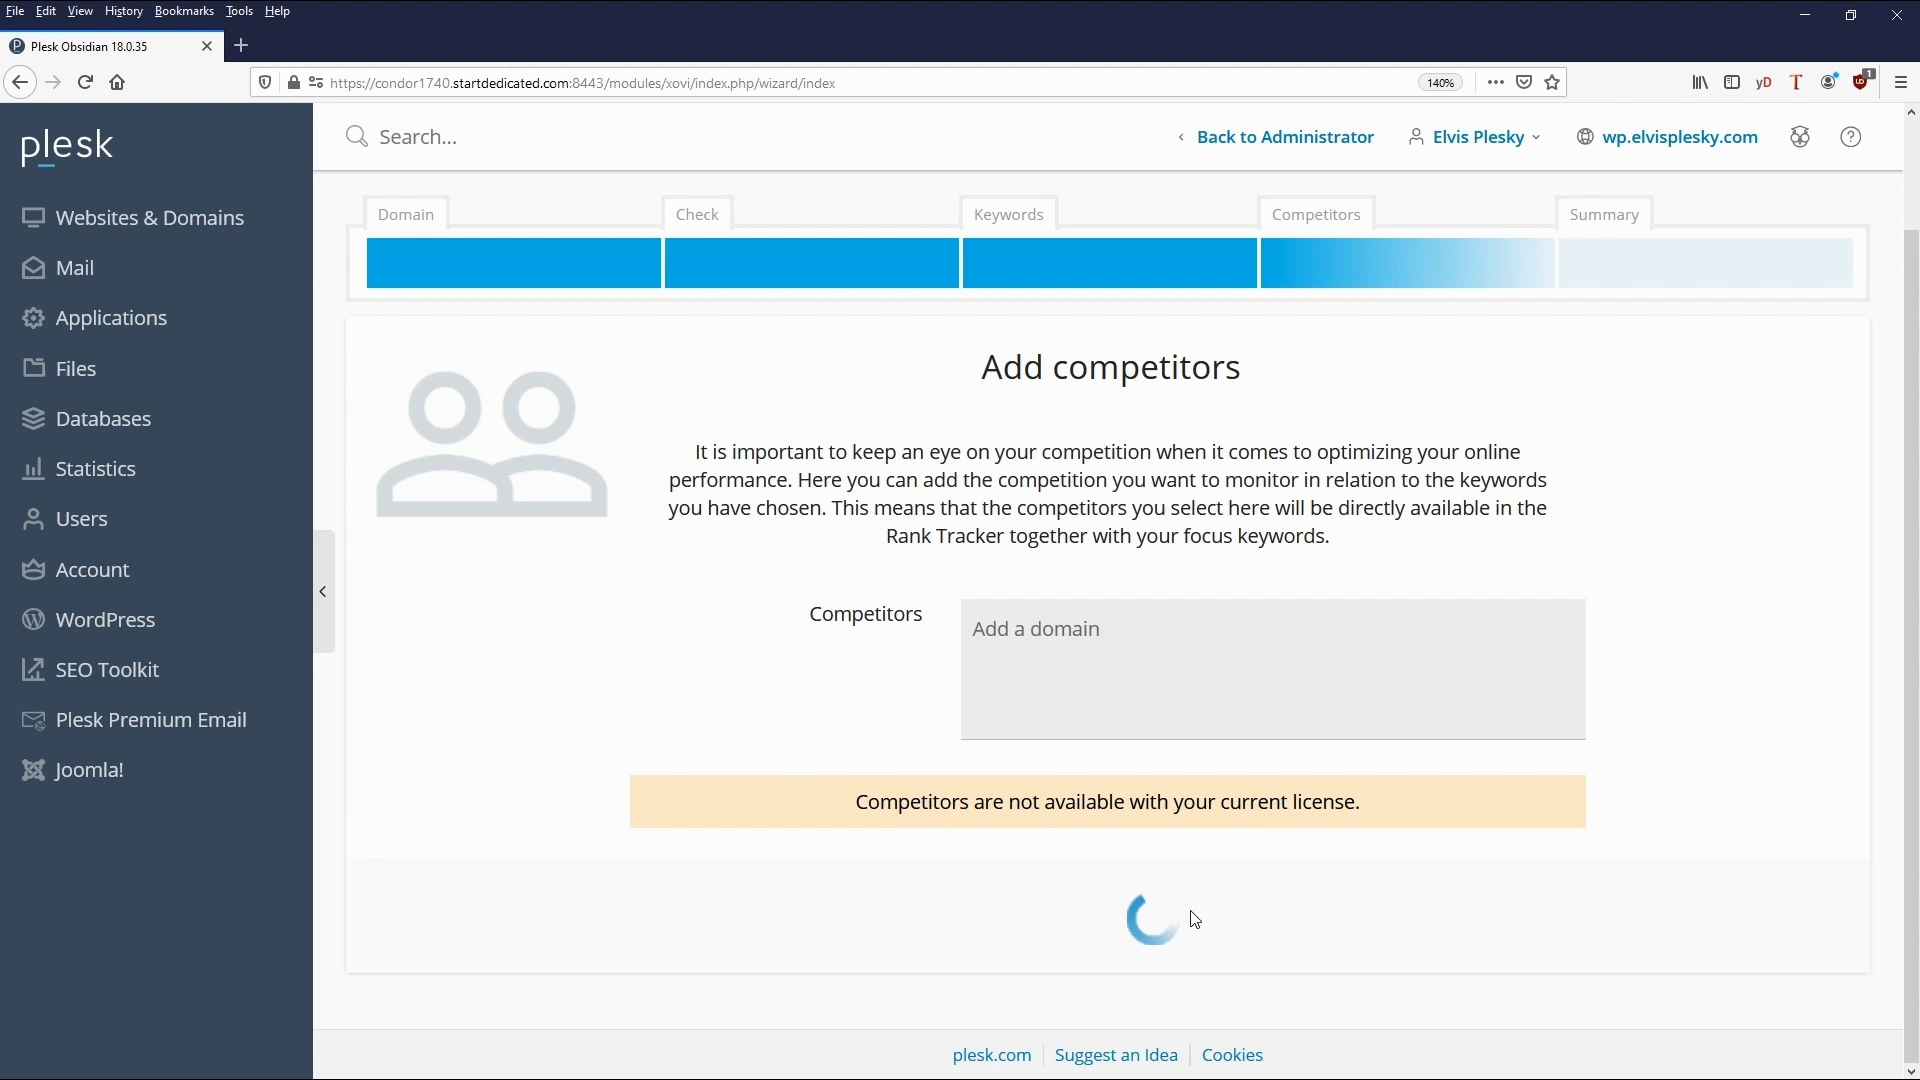 File Edit View History Bookmarks Tools Help
Plesk Obsidian 18.0.35
https://condor1740.startdedicated.com:8443/modules/xovi/index.php/wizard/index
140%
yD
T
1
plesk
Search...
Back to Administrator
Elvis Plesky
wp.elvisplesky.com
Websites & Domains
Mail
Applications
Files
Databases
Statistics
Users
Account
WordPress
SEO Toolkit
Plesk Premium Email
Joomla!
Domain
Check
Keywords
Competitors
Summary
Add competitors
It is important to keep an eye on your competition when it comes to optimizing your online
performance. Here you can add the competition you want to monitor in relation to the keywords
you have chosen. This means that the competitors you select here will be directly available in the
Rank Tracker together with your focus keywords.
Competitors
Add a domain
Competitors are not available with your current license.
plesk.com
Suggest an Idea
Cookies